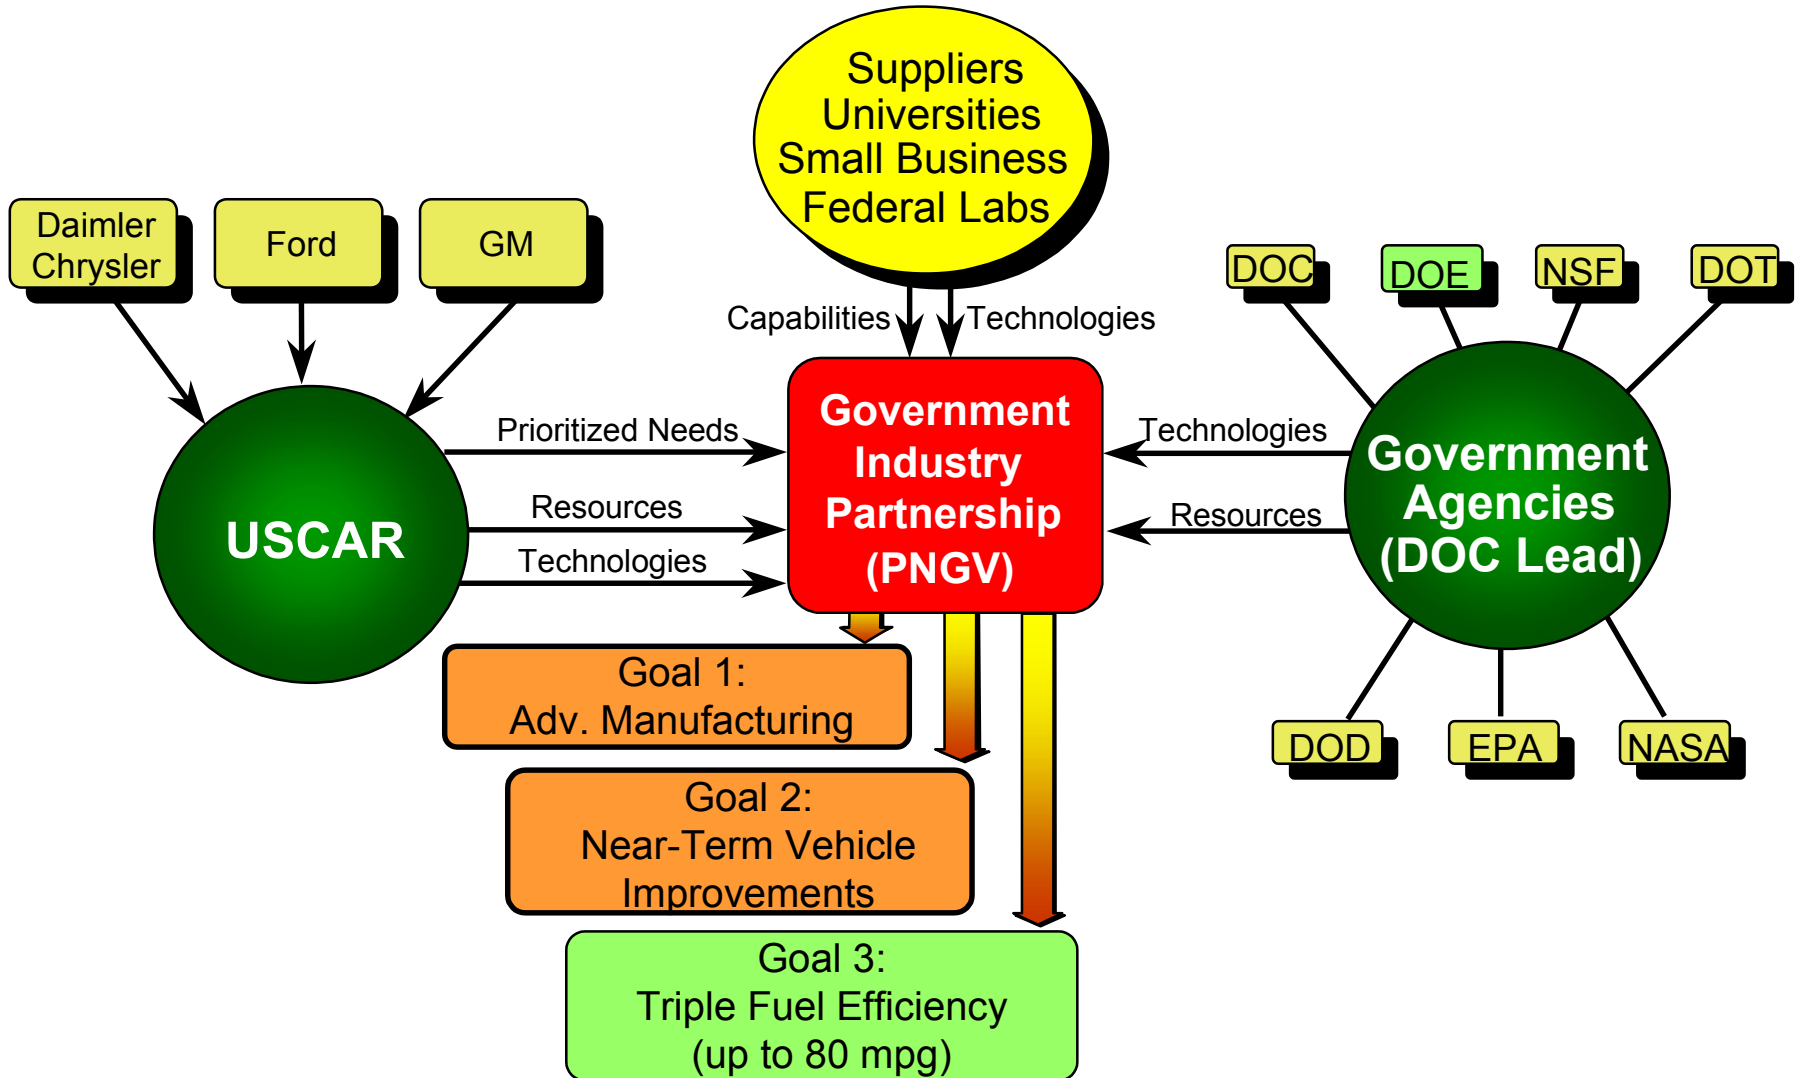 Suppliers
Universities
Small Business
Federal Labs
Daimler
Chrysler
Ford
GM
DOC
DOE
NSF
DOT
Capabilities
Technologies
Government
Industry
Partnership
(PNGV)
Prioritized Needs
Resources
Technologies
USCAR
Technologies
Resources
Government
Agencies
(DOC Lead)
Goal 1:
Adv. Manufacturing
DOD
EPA
NASA
Goal 2:
Near-Term Vehicle
Improvements
Goal 3:
Triple Fuel Efficiency
(up to 80 mpg)